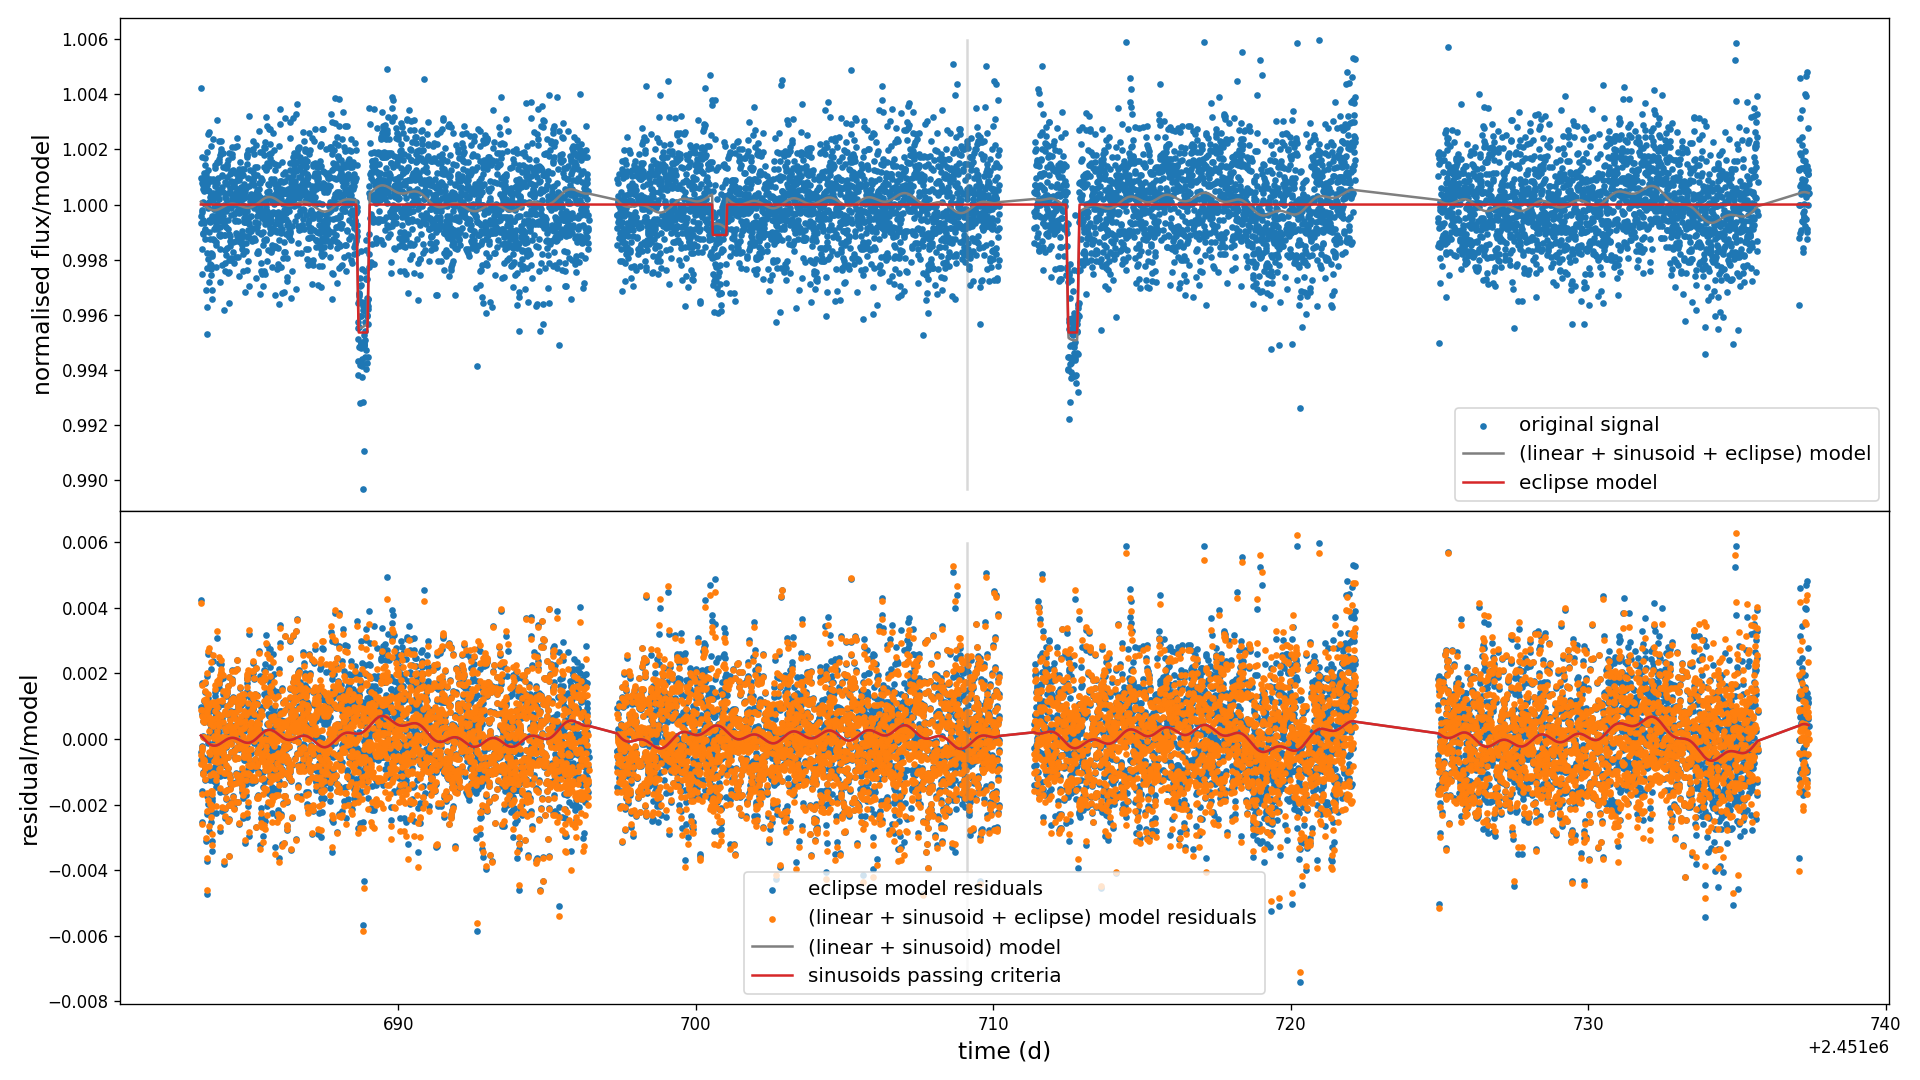 1.006
1.004
1.002
1.000
0.998
0.996
0.994
0.992
0.990
normalised flux/model
original signal
(linear + sinusoid + eclipse) model
eclipse model
0.006
0.004
0.002
0.000
−0.002
−0.004
−0.006
−0.008
residual/model
eclipse model residuals
(linear + sinusoid + eclipse) model residuals
(linear + sinusoid) model
sinusoids passing criteria
690
700
710
720
730
740
time (d)
+2.451e6